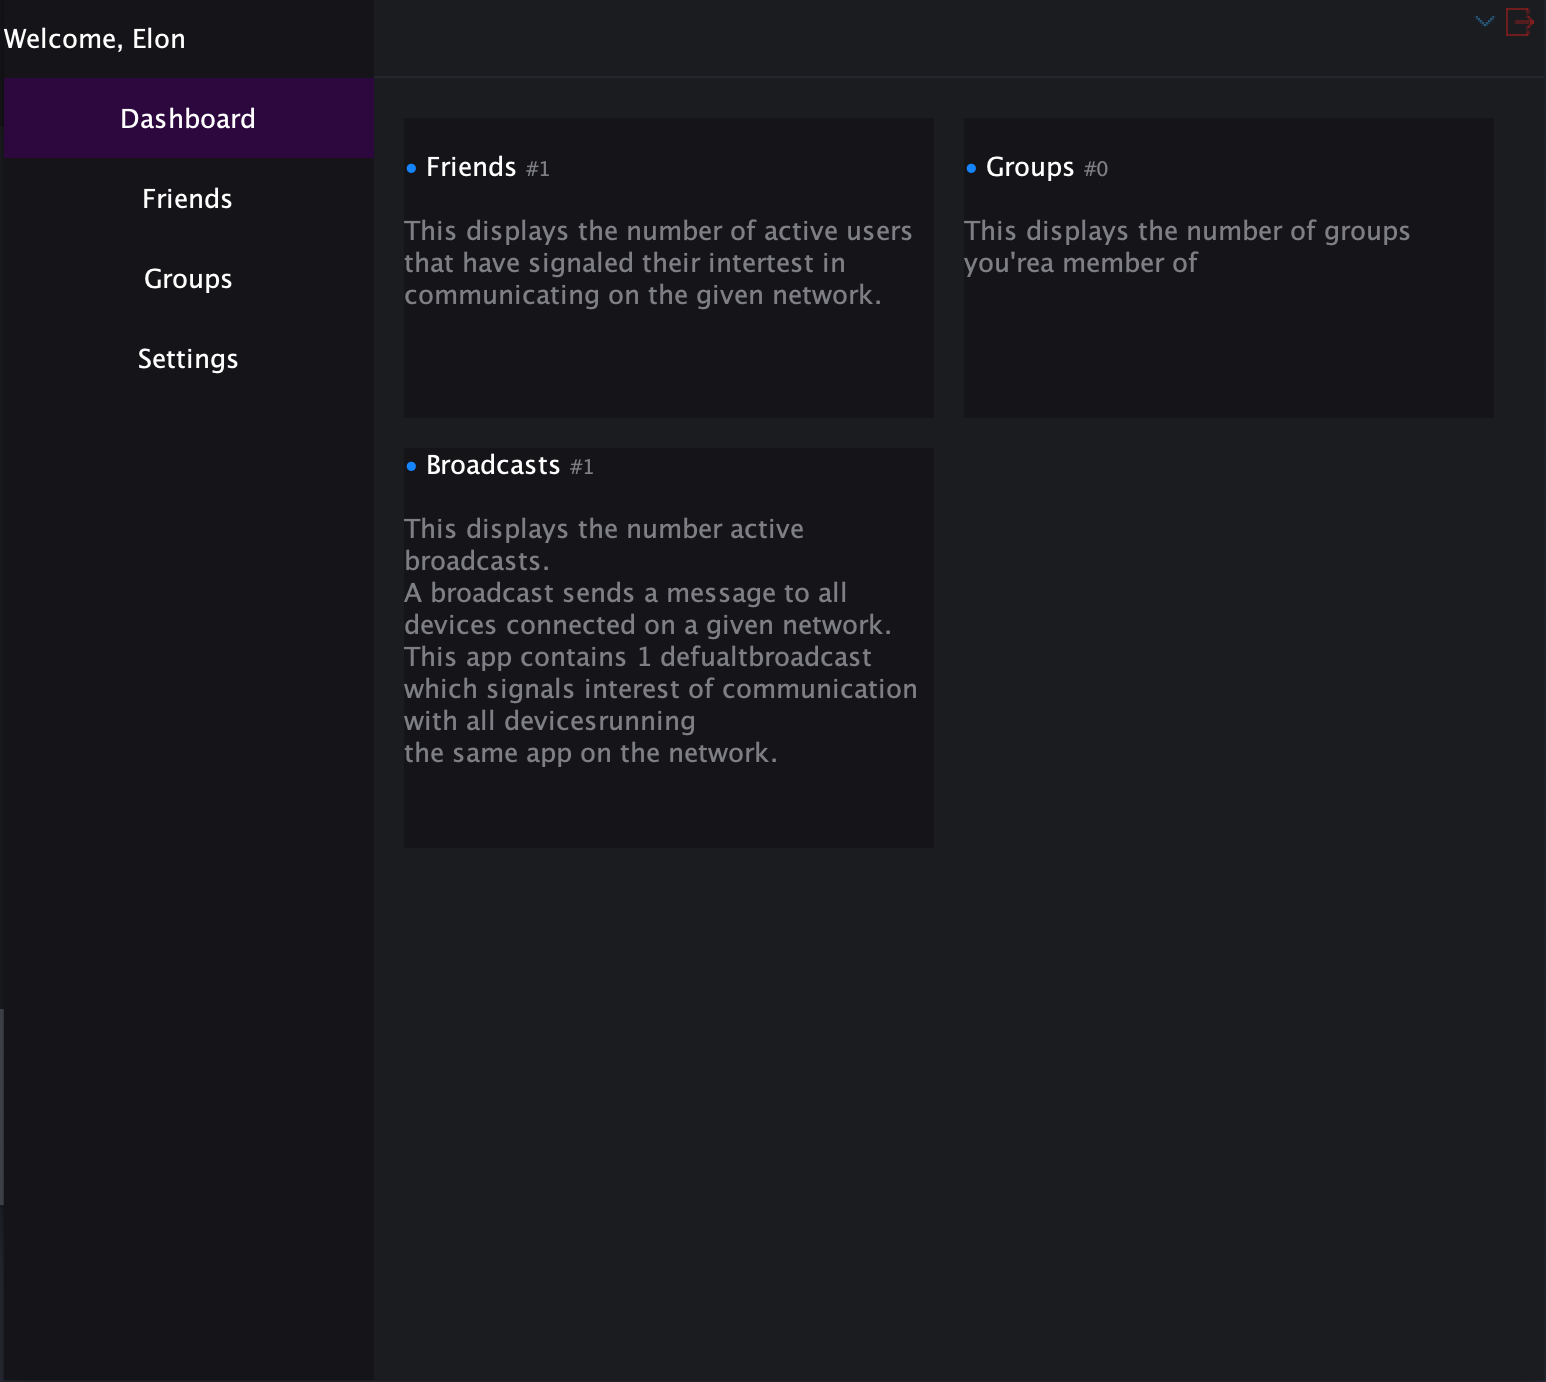 Welcome, Elon
Dashboard
Friends
Groups
Settings
• Friends #1
This displays the number of active users
that have signaled their intertest in
communicating on the given network.
• Groups #0
This displays the number of groups
you'rea member of
• Broadcasts #1
This displays the number active
broadcasts.
A broadcast sends a message to all
devices connected on a given network.
This app contains 1 defualtbroadcast
which signals interest of communication
with all devicesrunning
the same app on the network.